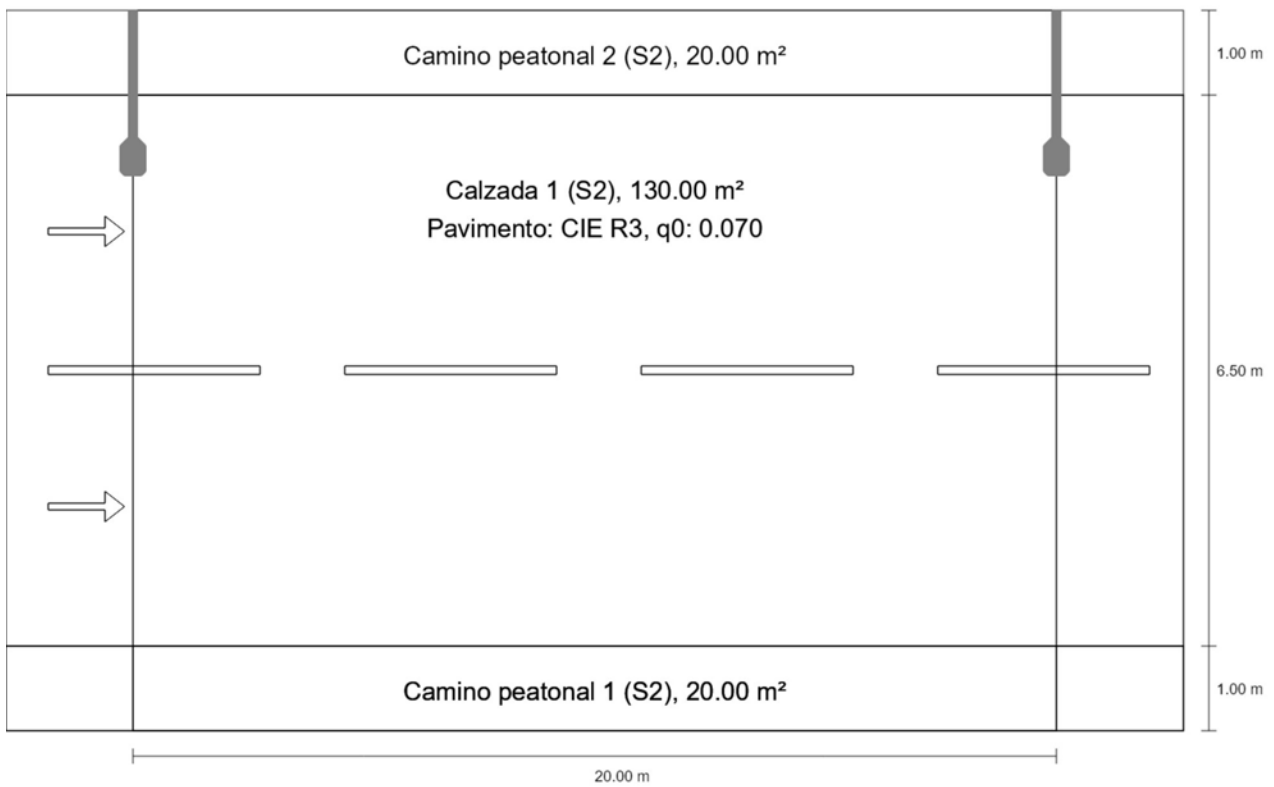 Camino peatonal 2 (S2), 20.00 m²
1.00 m
Calzada 1 (S2), 130.00 m²
Pavimento: CIE R3, q0: 0.070
6.50 m
Camino peatonal 1 (S2), 20.00 m²
1.00 m
20.00 m